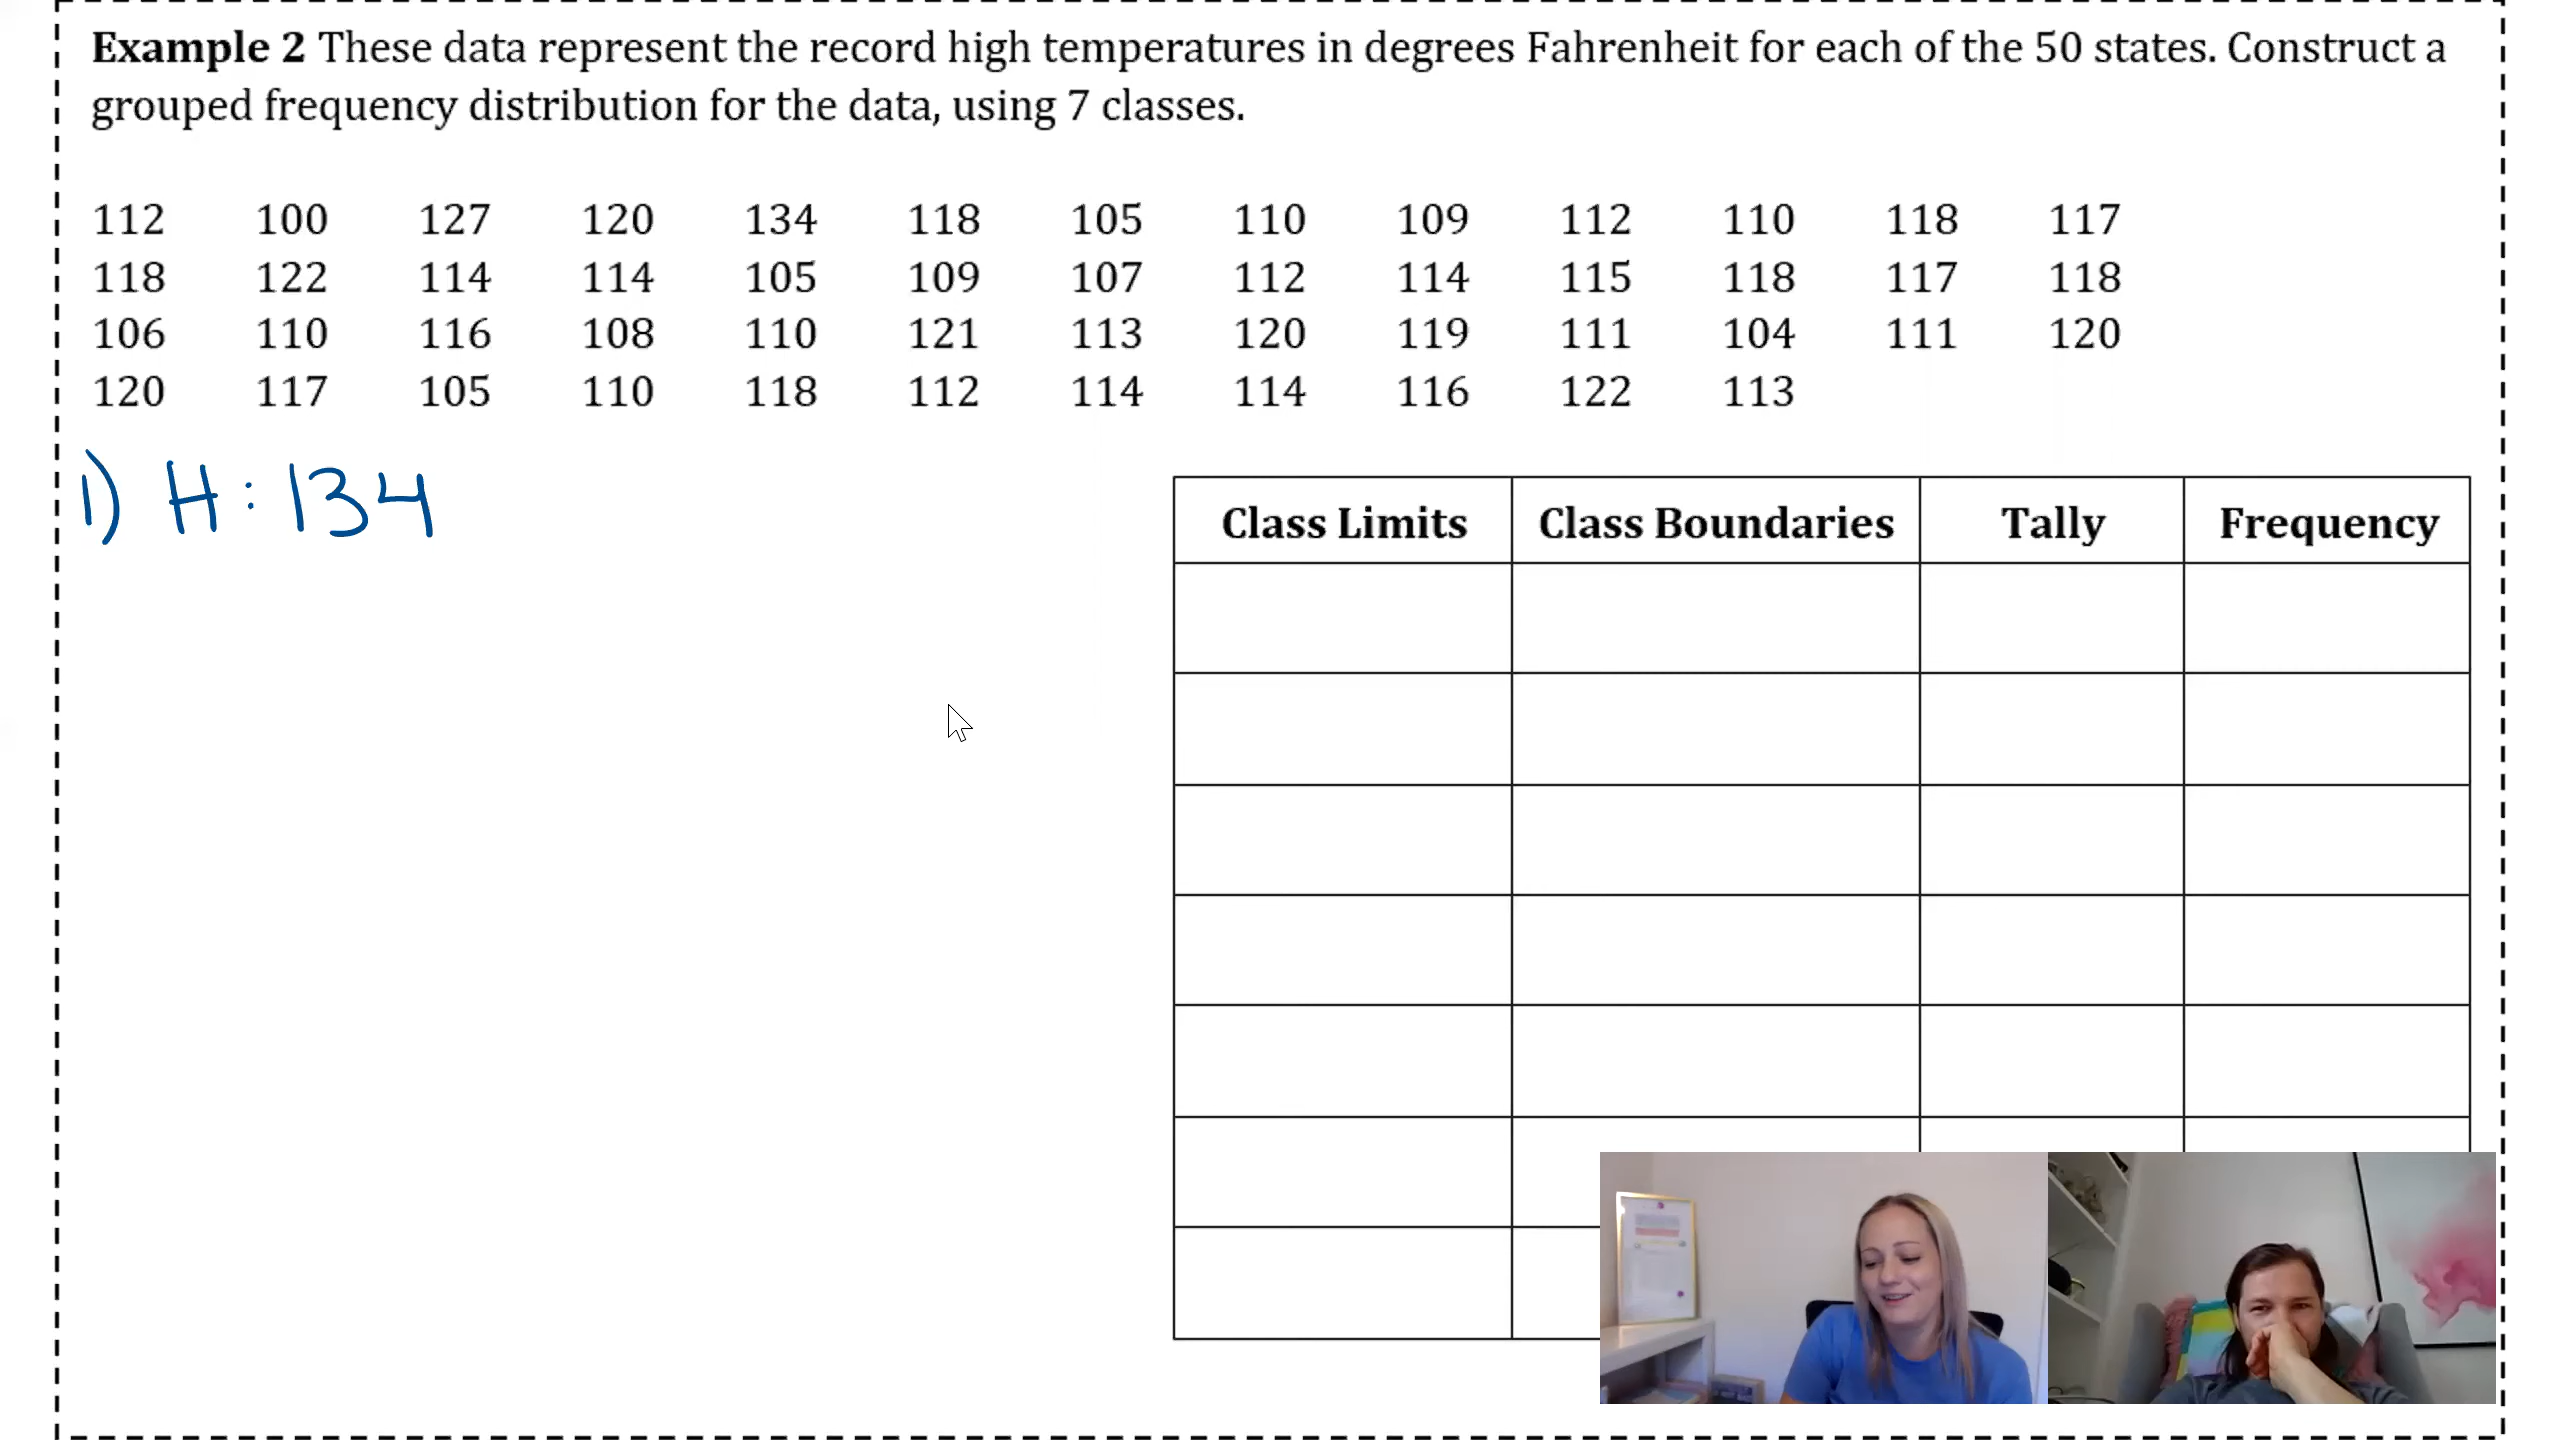 Example 2 These data represent the record high temperatures in degrees Fahrenheit for each of the 50 states. Construct a
grouped frequency distribution for the data, using 7 classes.
112 100 127 120 134 118 105 110 109 112 110 118 117
118 122 114 114 105 109 107 112 114 115 118 117 118
106 110 116 108 110 121 113 120 119 111 104 111 120
120 117 105 110 118 112 114 114 116 122 113
1) H: 134
Class Limits Class Boundaries Tally Frequency